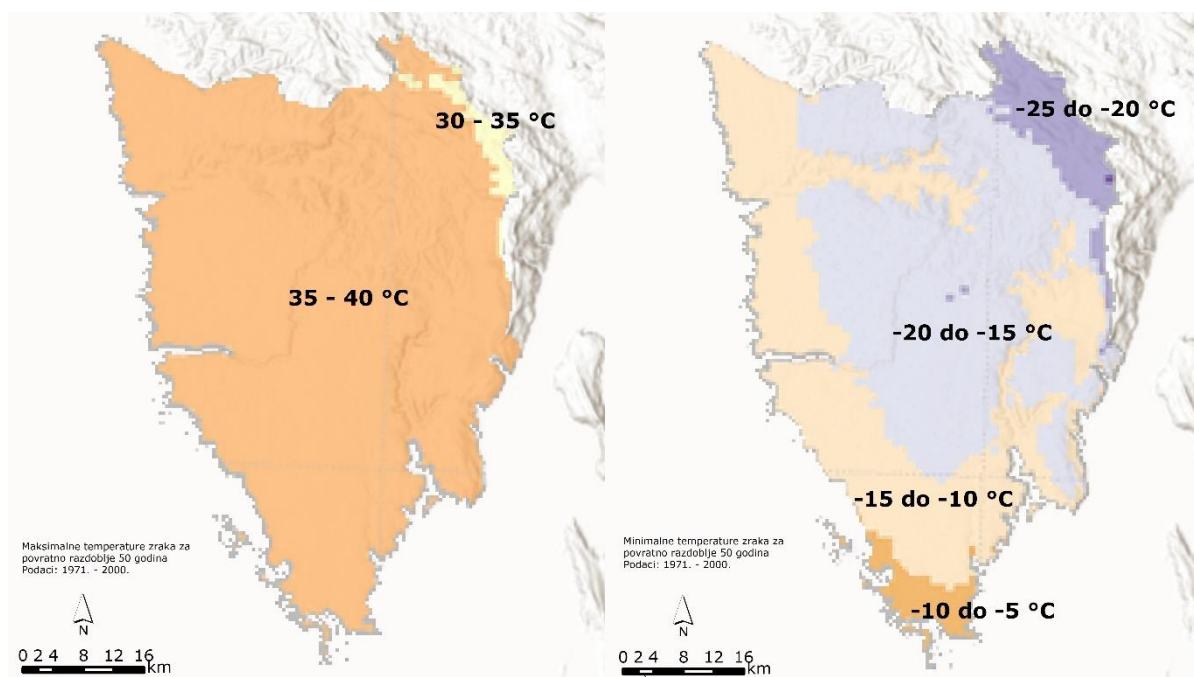 30 - 35 °C
35 - 40 °C
Maksimalne temperature zraka za
povratno razdoblje 50 godina
Podaci: 1971. - 2000.
N
0 2 4 8 12 16
km
-25 do -20 °C
-20 do -15 °C
-15 do -10 °C
-10 do -5 °C
Minimalne temperature zraka za
povratno razdoblje 50 godina
Podaci: 1971. - 2000.
N
0 2 4 8 12 16
km